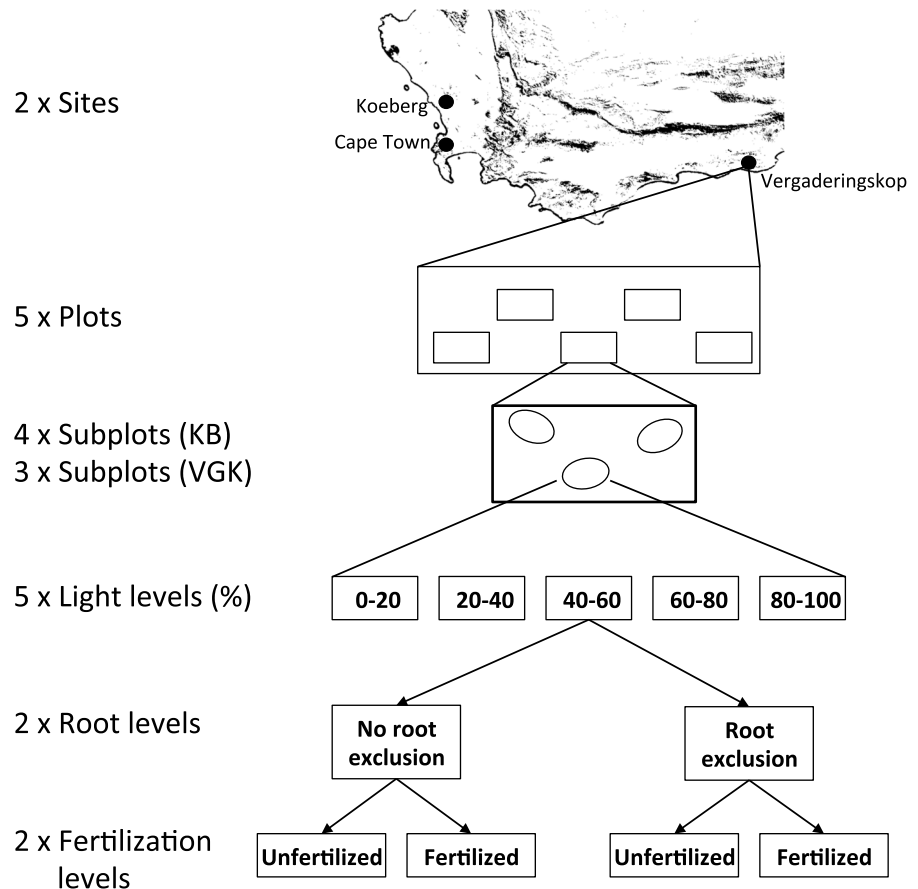 2 x Sites
Koeberg
Cape Town
Vergaderingskop
5 x Plots
4 x Subplots (KB)
3 x Subplots (VGK)
5 x Light levels (%)
0-20
20-40
40-60
60-80
80-100
2 x Root levels
No root
exclusion
Root
exclusion
2 x Fertilization
levels
Unfertilized
Fertilized
Unfertilized
Fertilized